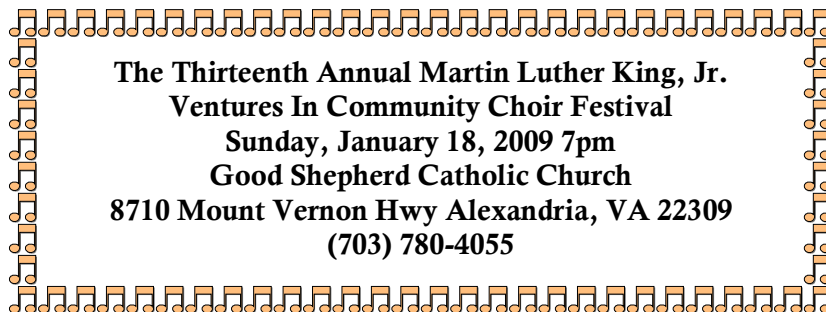 The Thirteenth Annual Martin Luther King, Jr.
Ventures In Community Choir Festival
Sunday, January 18, 2009 7pm
Good Shepherd Catholic Church
8710 Mount Vernon Hwy Alexandria, VA 22309
(703) 780-4055